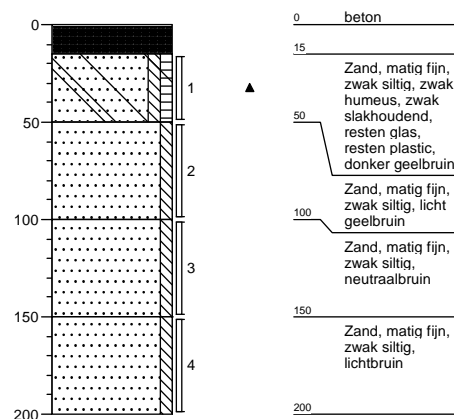 0
50
100
150
200
1
2
3
4
0
beton
15
Zand, matig fijn,
zwak siltig, zwak
humeus, zwak
slakhoudend,
resten glas,
resten plastic,
donker geelbruin
50
Zand, matig fijn,
zwak siltig, licht
geelbruin
100
Zand, matig fijn,
zwak siltig,
neutraalbruin
150
Zand, matig fijn,
zwak siltig,
lichtbruin
200